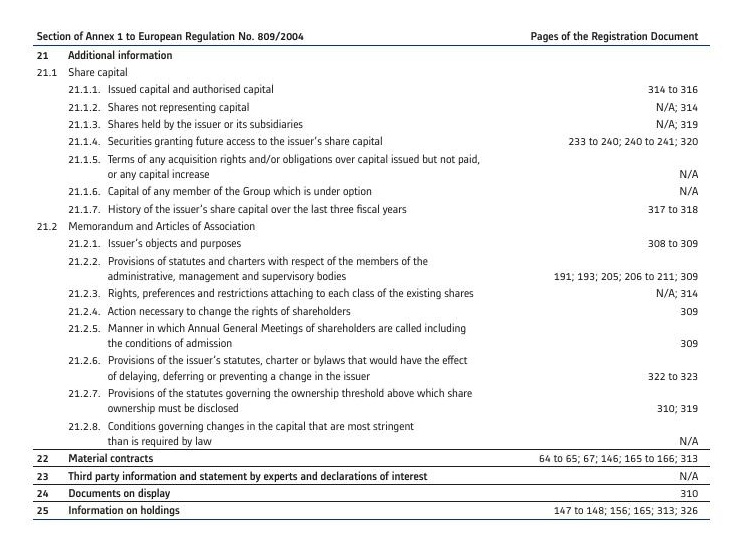 Section of Annex 1 to European Regulation No. 809/2004 Pages of the Registration Document
21 Additional information
21.1 Share capital
21.1.1. Issued capital and authorised capital 314 to 316
21.1.2. Shares not representing capital N/A; 314
21.1.3. Shares held by the issuer or its subsidiaries N/A; 319
21.1.4. Securities granting future access to the issuer's share capital 233 to 240; 240 to 241; 320
21.1.5. Terms of any acquisition rights and/or obligations over capital issued but not paid,
or any capital increase N/A
21.1.6. Capital of any member of the Group which is under option N/A
21.1.7. History of the issuer's share capital over the last three fiscal years 317 to 318
21.2 Memorandum and Articles of Association
21.2.1. Issuer's objects and purposes 308 to 309
21.2.2. Provisions of statutes and charters with respect of the members of the
administrative, management and supervisory bodies 191; 193; 205; 206 to 211; 309
21.2.3. Rights, preferences and restrictions attaching to each class of the existing shares N/A; 314
21.2.4. Action necessary to change the rights of shareholders 309
21.2.5. Manner in which Annual General Meetings of shareholders are called including
the conditions of admission 309
21.2.6. Provisions of the issuer's statutes, charter or bylaws that would have the effect
of delaying, deferring or preventing a change in the issuer 322 to 323
21.2.7. Provisions of the statutes governing the ownership threshold above which share
ownership must be disclosed 310; 319
21.2.8. Conditions governing changes in the capital that are most stringent
than is required by law N/A
22 Material contracts 64 to 65; 67; 146; 165 to 166; 313
23 Third party information and statement by experts and declarations of interest N/A
24 Documents on display 310
25 Information on holdings 147 to 148; 156; 165; 313; 326